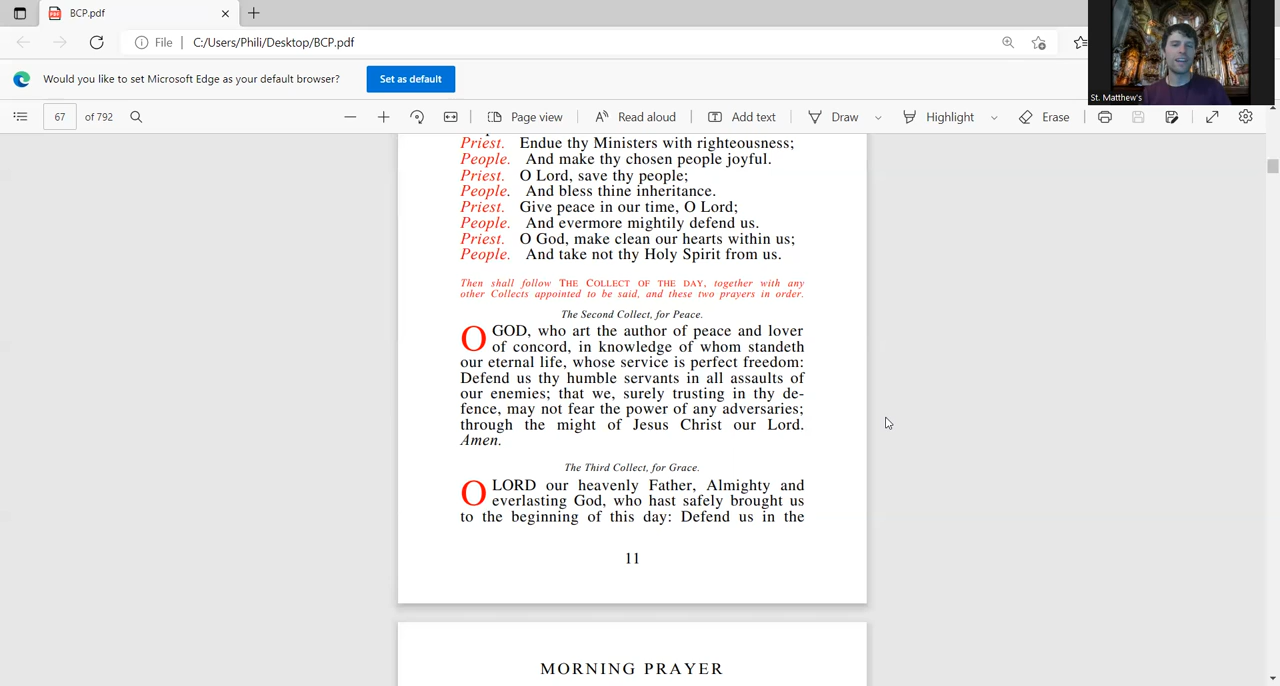 BCP.pdf
File | C:/Users/Phili/Desktop/BCP.pdf
Would you like to set Microsoft Edge as your default browser?
Set as default
St. Matthew's
67 of 792
Page view
Read aloud
Add text
Draw
Highlight
Erase
Priest. Endue thy Ministers with righteousness;
People. And make thy chosen people joyful.
Priest. O Lord, save thy people;
People. And bless thine inheritance.
Priest. Give peace in our time, O Lord;
People. And evermore mightily defend us.
Priest. O God, make clean our hearts within us;
People. And take not thy Holy Spirit from us.
Then shall follow THE COLLECT OF THE DAY, together with any
other Collects appointed to be said, and these two prayers in order.
The Second Collect, for Peace.
O GOD, who art the author of peace and lover
of concord, in knowledge of whom standeth
our eternal life, whose service is perfect freedom:
Defend us thy humble servants in all assaults of
our enemies; that we, surely trusting in thy de-
fence, may not fear the power of any adversaries;
through the might of Jesus Christ our Lord.
Amen.
The Third Collect, for Grace.
O LORD our heavenly Father, Almighty and
everlasting God, who hast safely brought us
to the beginning of this day: Defend us in the
11
MORNING PRAYER